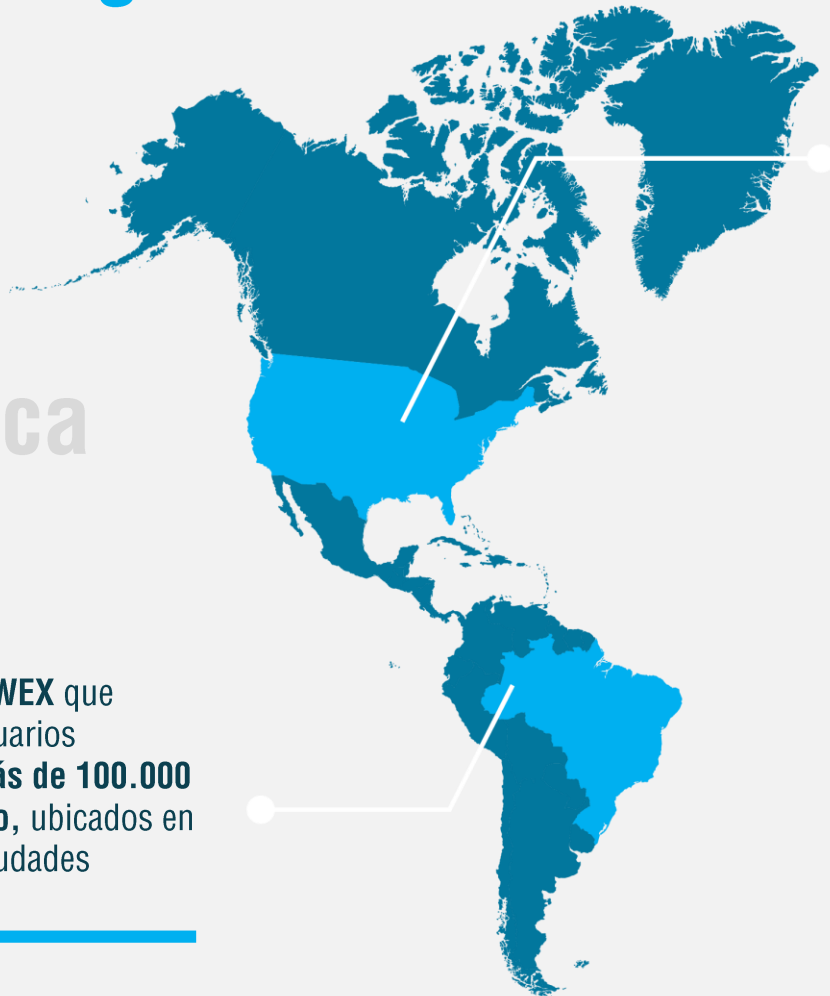 ca
WEX que
uarios
ás de 100.000
o, ubicados en
udades